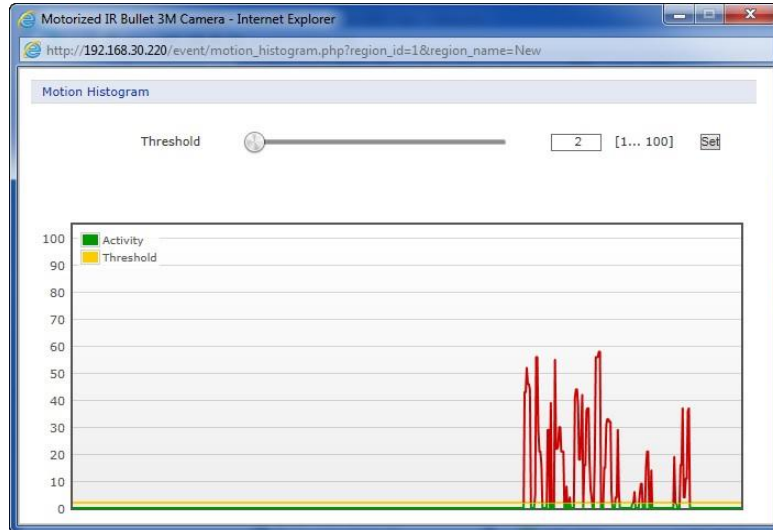 Motorized IR Bullet 3M Camera - Internet Explorer
http://192.168.30.220/event/motion_histogram.php?region_id=1&region_name=New
Motion Histogram
Threshold 2 [1... 100] Set
100
90
80
70
60
50
40
30
20
10
0
Activity
Threshold